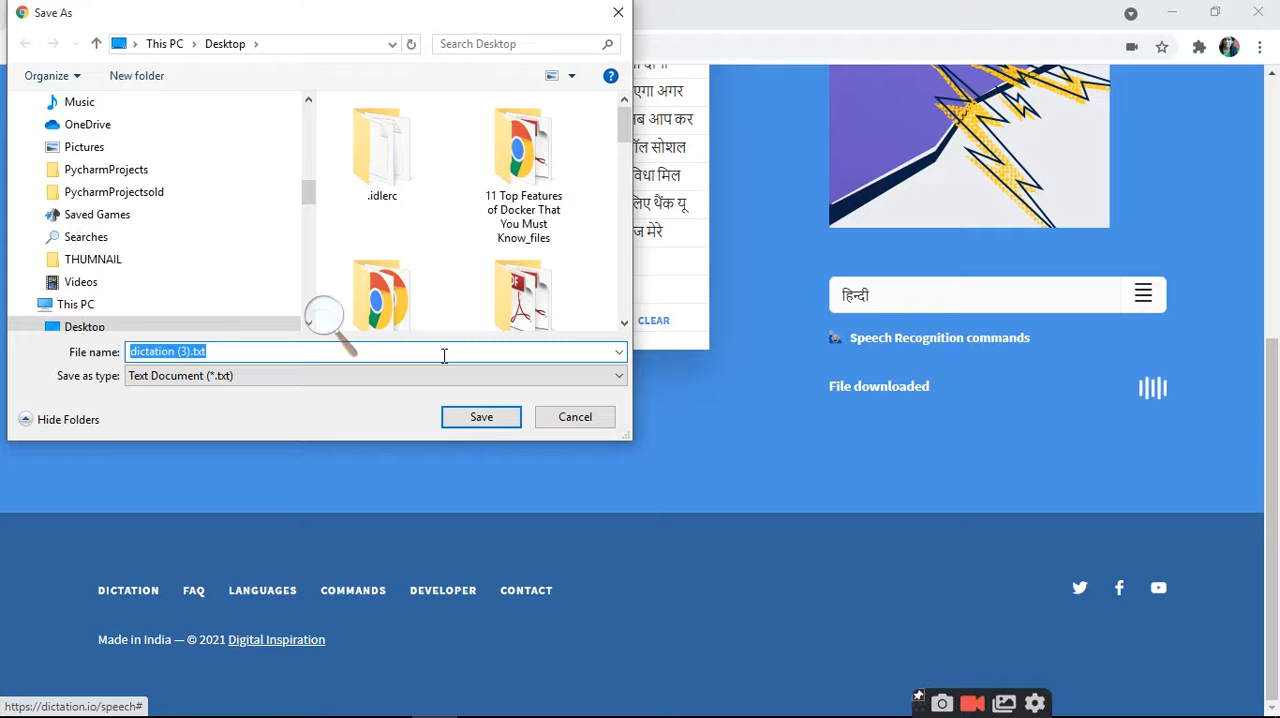 Save As
This PC
Desktop
Search Desktop
Organize
New folder
Music
OneDrive
Pictures
PycharmProjects
PycharmProjectsold
Saved Games
Searches
THUMNAIL
Videos
This PC
Desktop
.idlerc
11 Top Features
of Docker That
You Must
Know_files
File name:
dictation (3).txt
Save as type:
Text Document (*.txt)
Hide Folders
Save
Cancel
अगर
आप कर
सोशल
मिल
लिए थैंक यू
मेरे
CLEAR
हिन्दी
Speech Recognition commands
File downloaded
DICTATION
FAQ
LANGUAGES
COMMANDS
DEVELOPER
CONTACT
Made in India — © 2021 Digital Inspiration
https://dictation.io/speech#